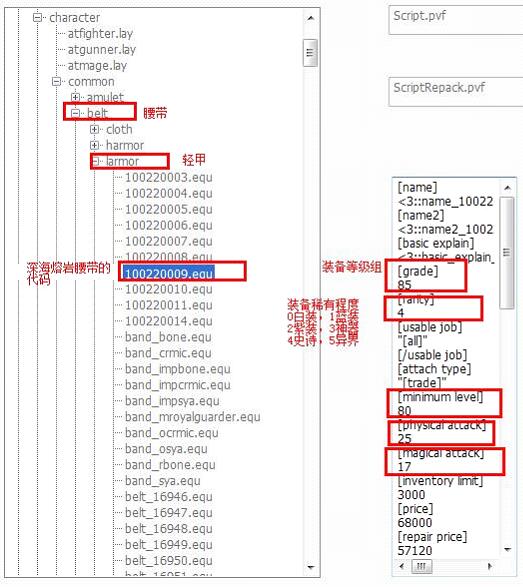 character
atfighter.lay
atgunner.lay
atmage.lay
common
amulet
belt
腰带
cloth
harmor
larmor
轻甲
100220003.equ
100220004.equ
100220005.equ
100220006.equ
100220007.equ
100220008.equ
深海熔岩腰带的
代码
100220009.equ
100220010.equ
100220011.equ
100220014.equ
band_bone.equ
band_crmic.equ
band_impbone.equ
band_impcrmic.equ
band_impsya.equ
band_mroyalguarder.equ
band_ocrmic.equ
band_osya.equ
band_rbone.equ
band_sya.equ
belt_16946.equ
belt_16947.equ
belt_16948.equ
belt_16949.equ
belt_16950.equ
belt_16951.equ
Script.pvf
ScriptRepack.pvf
[name]
<3::name_10022
[name2]
<3::name2_1002
[basic explain]
<3::basic_explain_
装备等级组
[grade]
85
装备稀有程度
0白装，1蓝装
2紫装，3神器
4史诗，5异界
[rarity]
4
[usable job]
"[all]"
[/usable job]
[attach type]
"[trade]"
[minimum level]
80
[physical attack]
25
[magical attack]
17
[inventory limit]
3000
[price]
68000
[repair price]
57120